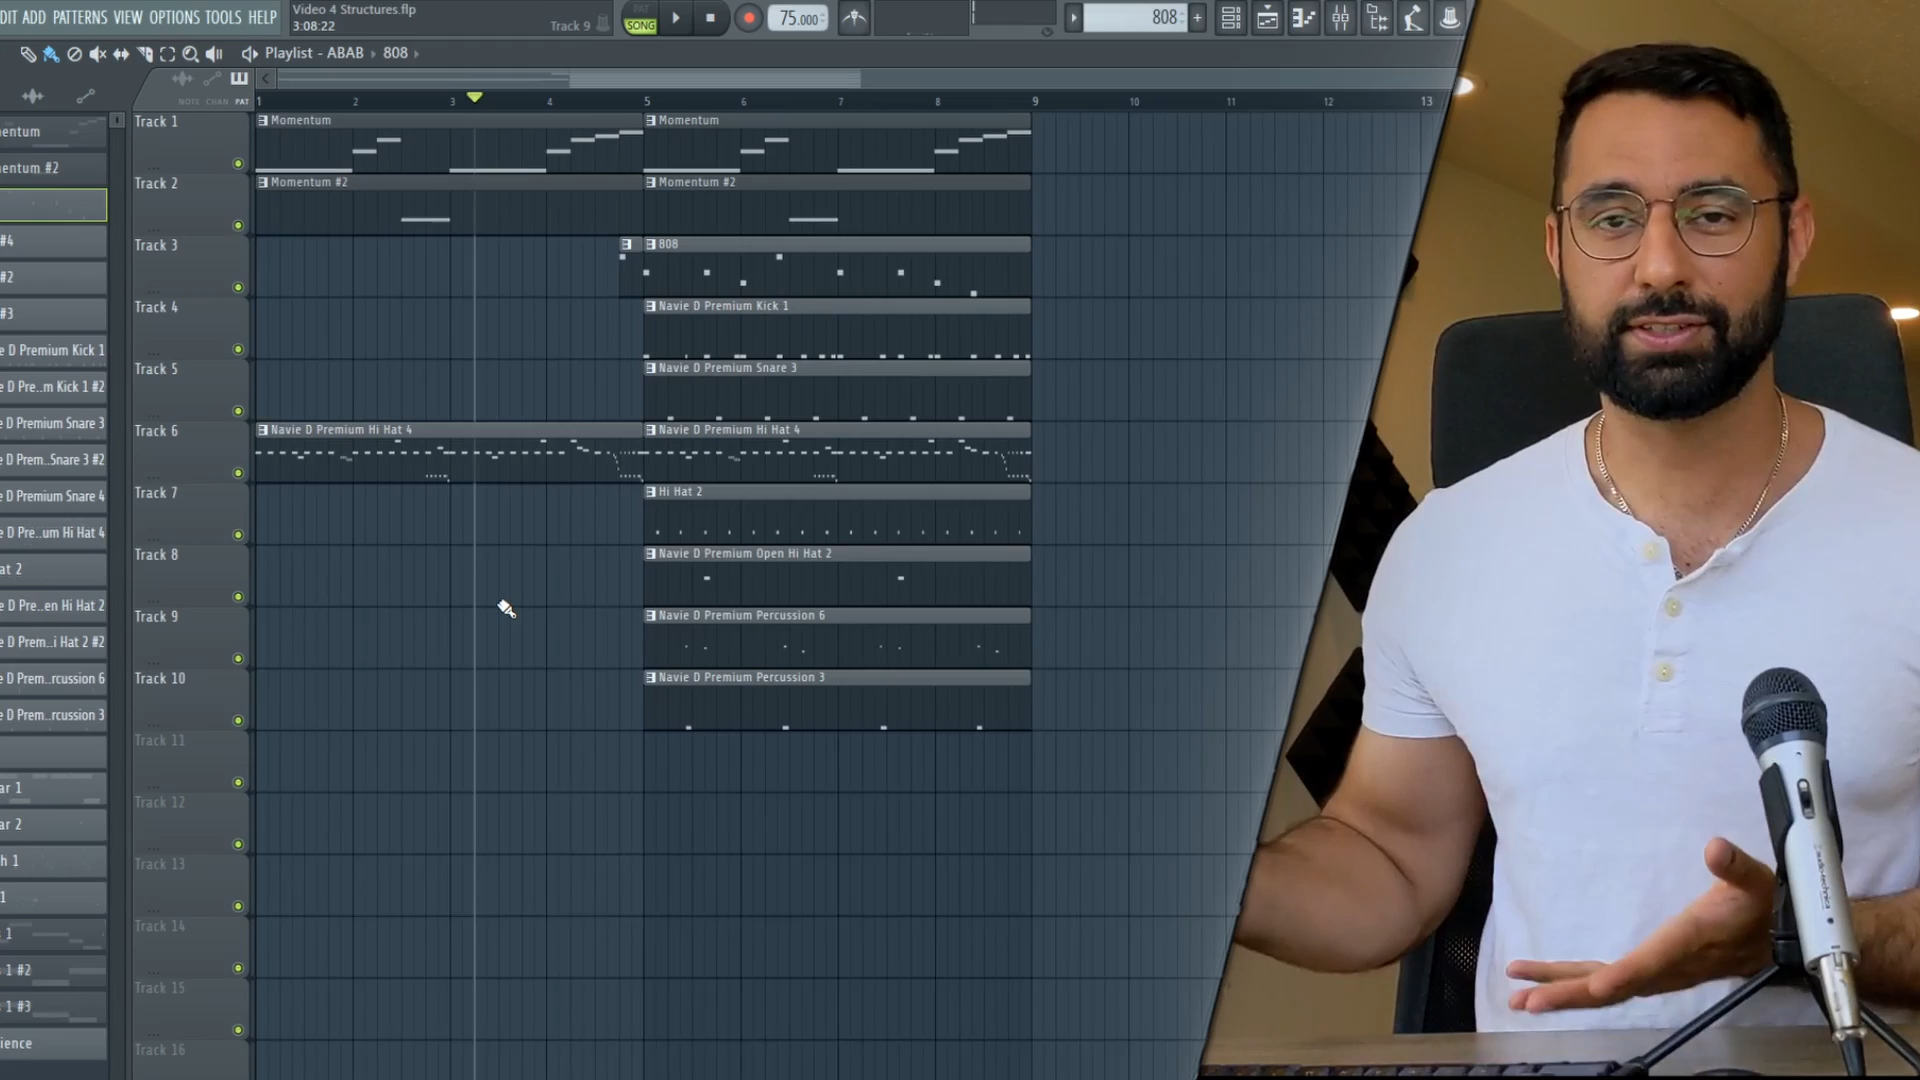 EDIT ADD PATTERNS VIEW OPTIONS TOOLS HELP
Video 4 Structures.flp
3:08:22
Track 9
PAT
SONG
75.000
808
Playlist - ABAB › 808 ›
NOTE CHAN PAT
1 2 3 4 5 6 7 8 9 10 11 12 13
Track 1
Momentum
Momentum
Track 2
Momentum #2
Momentum #2
Track 3
808
Track 4
Navie D Premium Kick 1
Track 5
Navie D Premium Snare 3
Track 6
Navie D Premium Hi Hat 4
Navie D Premium Hi Hat 4
Track 7
Hi Hat 2
Track 8
Navie D Premium Open Hi Hat 2
Track 9
Navie D Premium Percussion 6
Track 10
Navie D Premium Percussion 3
Track 11
Track 12
Track 13
Track 14
Track 15
Track 16
entum
entum #2
#4
#2
#3
e D Premium Kick 1
e D Pre..m Kick 1 #2
e D Premium Snare 3
e D Prem..Snare 3 #2
e D Premium Snare 4
e D Pre..um Hi Hat 4
at 2
e D Pre..en Hi Hat 2
e D Prem..i Hat 2 #2
e D Prem..rcussion 6
e D Prem..rcussion 3
ar 1
ar 2
h 1
1
1
1 #2
1 #3
ience
audio-technica